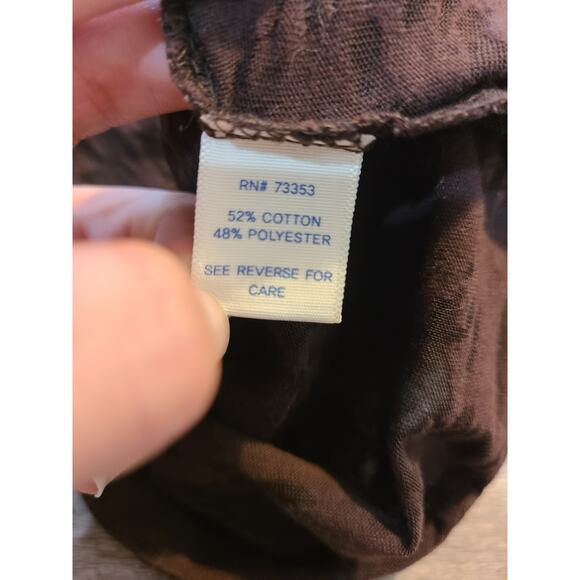 RN# 73353
52% COTTON
48% POLYESTER
SEE REVERSE FOR
CARE